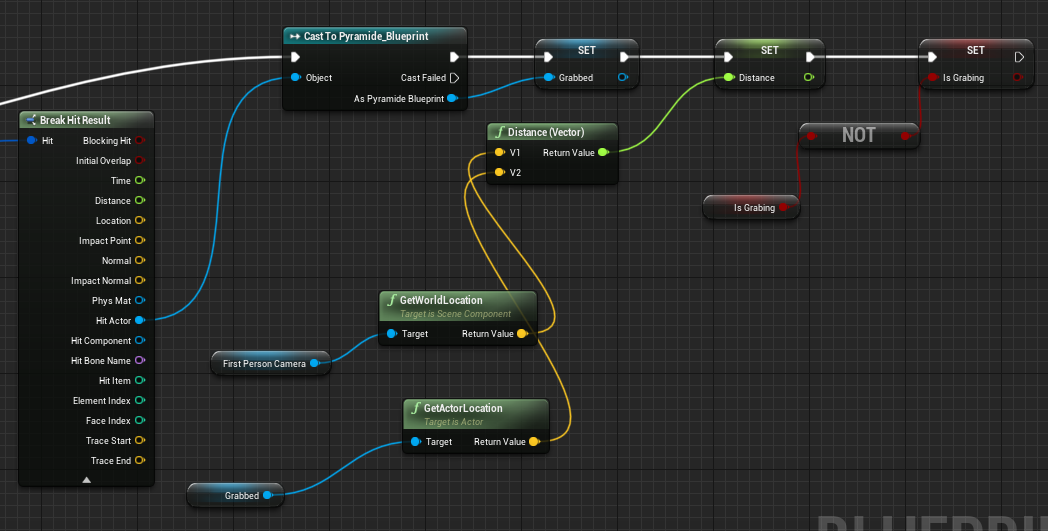 Cast To Pyramide_Blueprint
Object
Cast Failed
As Pyramide Blueprint
SET
Grabbed
SET
Distance
SET
Is Grabing
Break Hit Result
Hit
Blocking Hit
Initial Overlap
Time
Distance
Location
Impact Point
Normal
Impact Normal
Phys Mat
Hit Actor
Hit Component
Hit Bone Name
Hit Item
Element Index
Face Index
Trace Start
Trace End
f Distance (Vector)
V1 Return Value
V2
NOT
Is Grabing
f GetWorldLocation
Target is Scene Component
Target Return Value
First Person Camera
f GetActorLocation
Target is Actor
Target Return Value
Grabbed